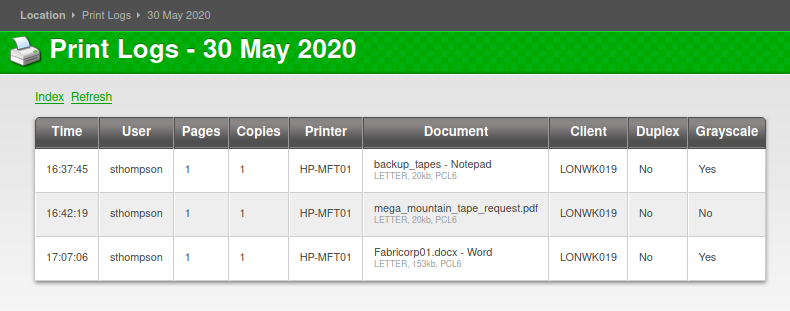 Location Print Logs 30 May 2020
Print Logs - 30 May 2020
Index Refresh
Time User Pages Copies Printer Document Client Duplex Grayscale
16:37:45 sthompson 1 1 HP-MFT01 backup_tapes - Notepad LONWK019 No Yes
LETTER, 20kb, PCL6
16:42:19 sthompson 1 1 HP-MFT01 mega_mountain_tape_request.pdf LONWK019 No No
LETTER, 20kb, PCL6
17:07:06 sthompson 1 1 HP-MFT01 Fabricorp01.docx - Word LONWK019 No Yes
LETTER, 153kb, PCL6